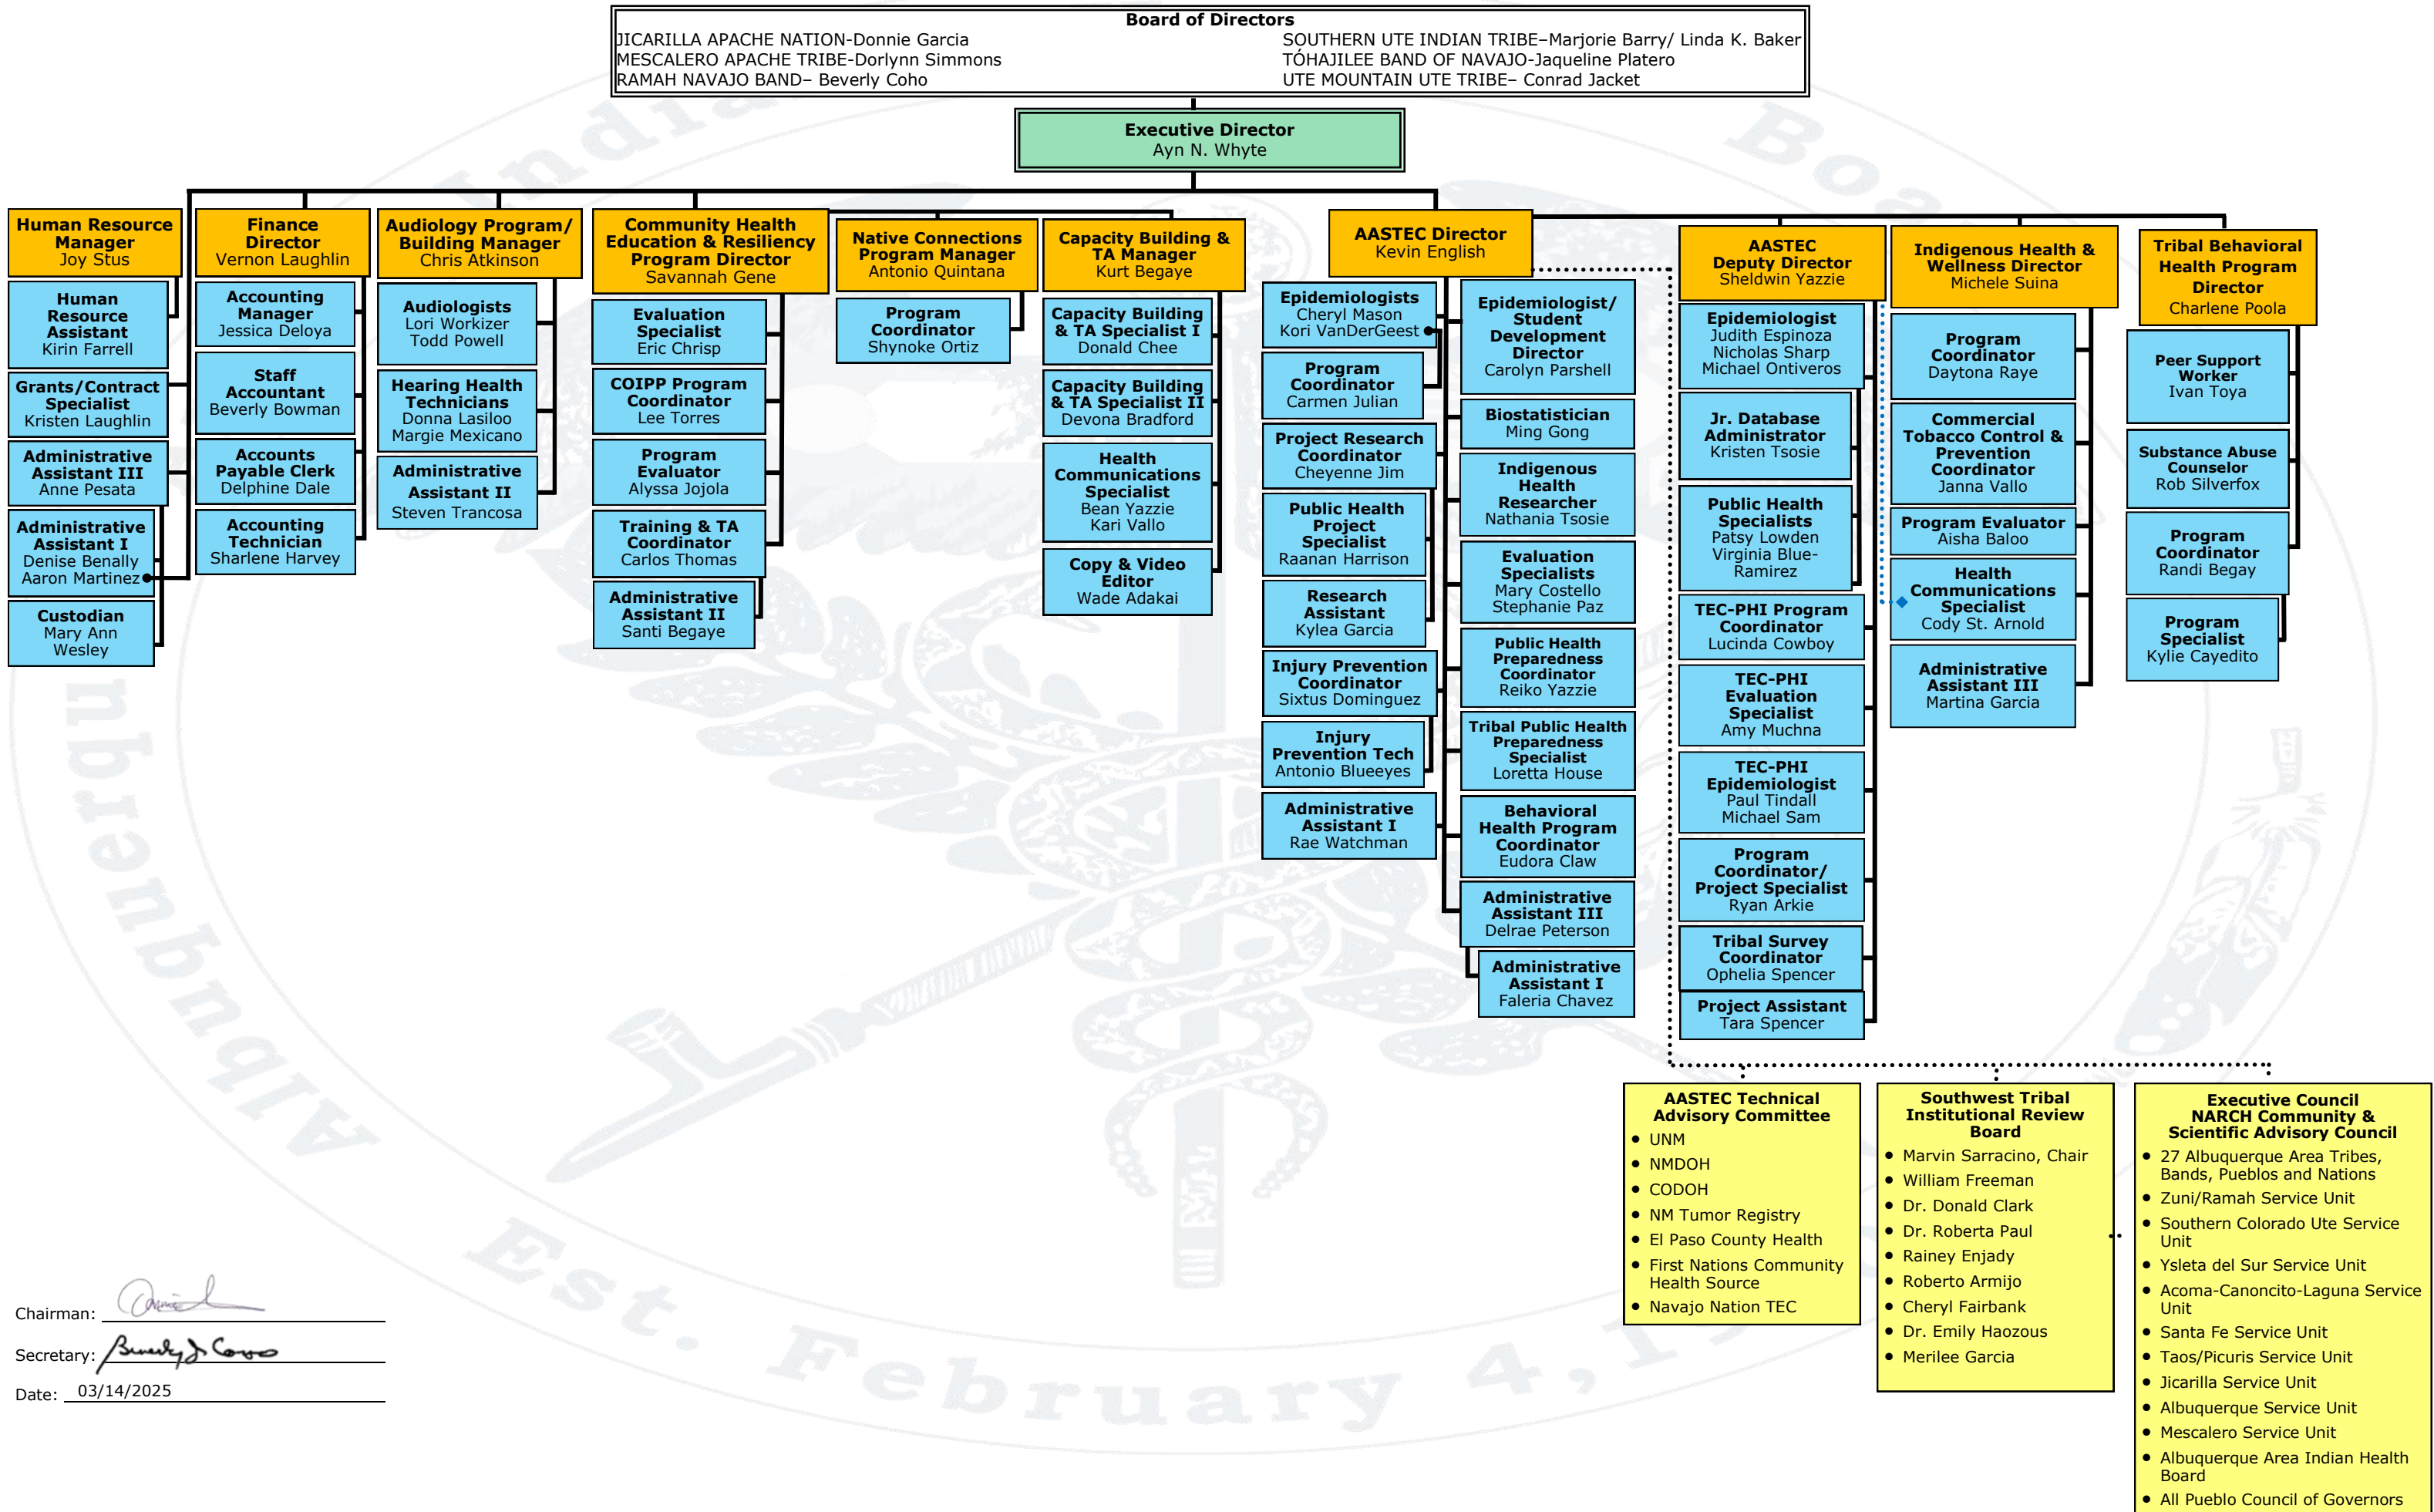 Board of Directors
JICARILLA APACHE NATION-Donnie Garcia
MESCALERO APACHE TRIBE-Dorlynn Simmons
RAMAH NAVAJO BAND– Beverly Coho
SOUTHERN UTE INDIAN TRIBE–Marjorie Barry/ Linda K. Baker
TÓHAJILEE BAND OF NAVAJO-Jaqueline Platero
UTE MOUNTAIN UTE TRIBE– Conrad Jacket
Executive Director
Ayn N. Whyte
Human Resource
Manager
Joy Stus
Human
Resource
Assistant
Kirin Farrell
Grants/Contract
Specialist
Kristen Laughlin
Administrative
Assistant III
Anne Pesata
Administrative
Assistant I
Denise Benally
Aaron Martinez
Custodian
Mary Ann
Wesley
Finance
Director
Vernon Laughlin
Accounting
Manager
Jessica Deloya
Staff
Accountant
Beverly Bowman
Accounts
Payable Clerk
Delphine Dale
Accounting
Technician
Sharlene Harvey
Audiology Program/
Building Manager
Chris Atkinson
Audiologists
Lori Workizer
Todd Powell
Hearing Health
Technicians
Donna Lasiloo
Margie Mexicano
Administrative
Assistant II
Steven Trancosa
Community Health
Education & Resiliency
Program Director
Savannah Gene
Evaluation
Specialist
Eric Chrisp
COIPP Program
Coordinator
Lee Torres
Program
Evaluator
Alyssa Jojola
Training & TA
Coordinator
Carlos Thomas
Administrative
Assistant II
Santi Begaye
Native Connections
Program Manager
Antonio Quintana
Program
Coordinator
Shynoke Ortiz
Capacity Building &
TA Manager
Kurt Begaye
Capacity Building
& TA Specialist I
Donald Chee
Capacity Building
& TA Specialist II
Devona Bradford
Health
Communications
Specialist
Bean Yazzie
Kari Vallo
Copy & Video
Editor
Wade Adakai
AASTEC Director
Kevin English
Epidemiologists
Cheryl Mason
Kori VanDerGeest
Program
Coordinator
Carmen Julian
Project Research
Coordinator
Cheyenne Jim
Public Health
Project
Specialist
Raanan Harrison
Research
Assistant
Kylea Garcia
Injury Prevention
Coordinator
Sixtus Dominguez
Injury
Prevention Tech
Antonio Blueeyes
Administrative
Assistant I
Rae Watchman
Epidemiologist/
Student
Development
Director
Carolyn Parshell
Biostatistician
Ming Gong
Indigenous
Health
Researcher
Nathania Tsosie
Evaluation
Specialists
Mary Costello
Stephanie Paz
Public Health
Preparedness
Coordinator
Reiko Yazzie
Tribal Public Health
Preparedness
Specialist
Loretta House
Behavioral
Health Program
Coordinator
Eudora Claw
Administrative
Assistant III
Delrae Peterson
Administrative
Assistant I
Faleria Chavez
AASTEC
Deputy Director
Sheldwin Yazzie
Epidemiologist
Judith Espinoza
Nicholas Sharp
Michael Ontiveros
Jr. Database
Administrator
Kristen Tsosie
Public Health
Specialists
Patsy Lowden
Virginia Blue-
Ramirez
TEC-PHI Program
Coordinator
Lucinda Cowboy
TEC-PHI
Evaluation
Specialist
Amy Muchna
TEC-PHI
Epidemiologist
Paul Tindall
Michael Sam
Program
Coordinator/
Project Specialist
Ryan Arkie
Tribal Survey
Coordinator
Ophelia Spencer
Project Assistant
Tara Spencer
Indigenous Health &
Wellness Director
Michele Suina
Program
Coordinator
Daytona Raye
Commercial
Tobacco Control &
Prevention
Coordinator
Janna Vallo
Program Evaluator
Aisha Baloo
Health
Communications
Specialist
Cody St. Arnold
Administrative
Assistant III
Martina Garcia
Tribal Behavioral
Health Program
Director
Charlene Poola
Peer Support
Worker
Ivan Toya
Substance Abuse
Counselor
Rob Silverfox
Program
Coordinator
Randi Begay
Program
Specialist
Kylie Cayedito
AASTEC Technical
Advisory Committee
• UNM
• NMDOH
• CODOH
• NM Tumor Registry
• El Paso County Health
• First Nations Community
Health Source
• Navajo Nation TEC
Southwest Tribal
Institutional Review
Board
• Marvin Sarracino, Chair
• William Freeman
• Dr. Donald Clark
• Dr. Roberta Paul
• Rainey Enjady
• Roberto Armijo
• Cheryl Fairbank
• Dr. Emily Haozous
• Merilee Garcia
Executive Council
NARCH Community &
Scientific Advisory Council
• 27 Albuquerque Area Tribes,
Bands, Pueblos and Nations
• Zuni/Ramah Service Unit
• Southern Colorado Ute Service
Unit
• Ysleta del Sur Service Unit
• Acoma-Canoncito-Laguna Service
Unit
• Santa Fe Service Unit
• Taos/Picuris Service Unit
• Jicarilla Service Unit
• Albuquerque Service Unit
• Mescalero Service Unit
• Albuquerque Area Indian Health
Board
• All Pueblo Council of Governors
Chairman:
Secretary:
Date: 03/14/2025
Albuquerque
India
Boa
Est. February 4, 1